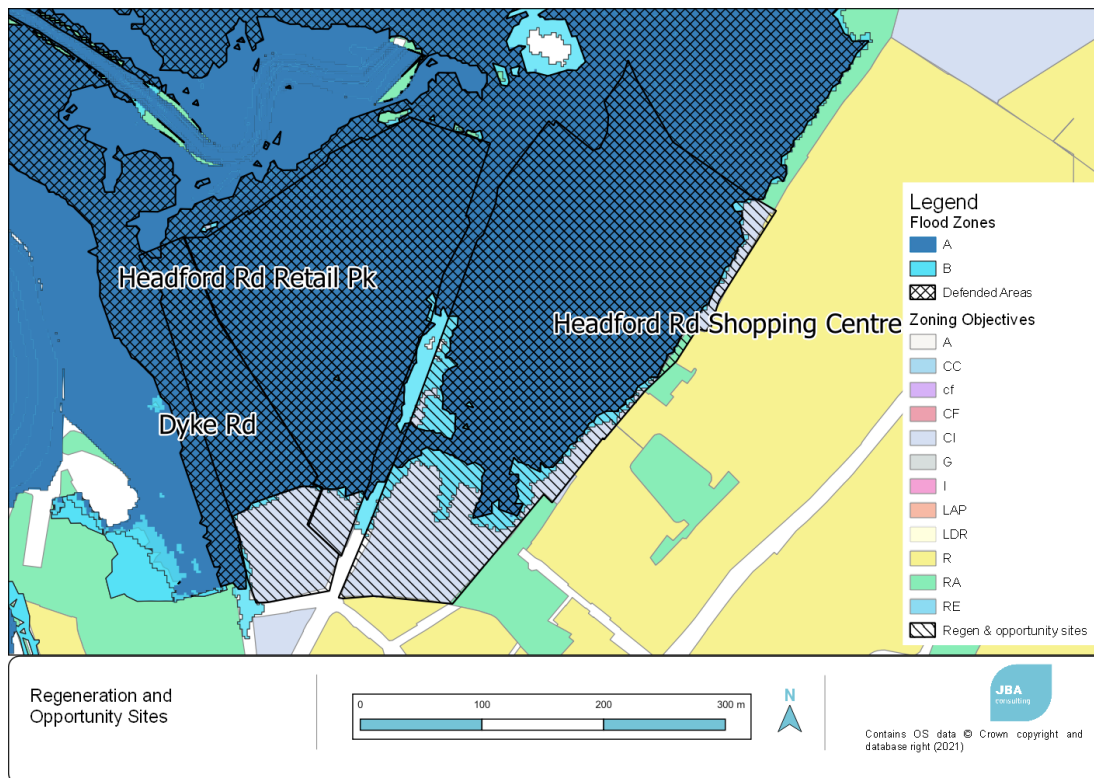 Headford Rd Retail Pk
Headford Rd Shopping Centre
Dyke Rd
Legend
Flood Zones
A
B
Defended Areas
Zoning Objectives
A
CC
cf
CF
CI
G
I
LAP
LDR
R
RA
RE
Regen & opportunity sites
Regeneration and
Opportunity Sites
0 100 200 300 m
N
JBA
consulting
Contains OS data © Crown copyright and
database right (2021)